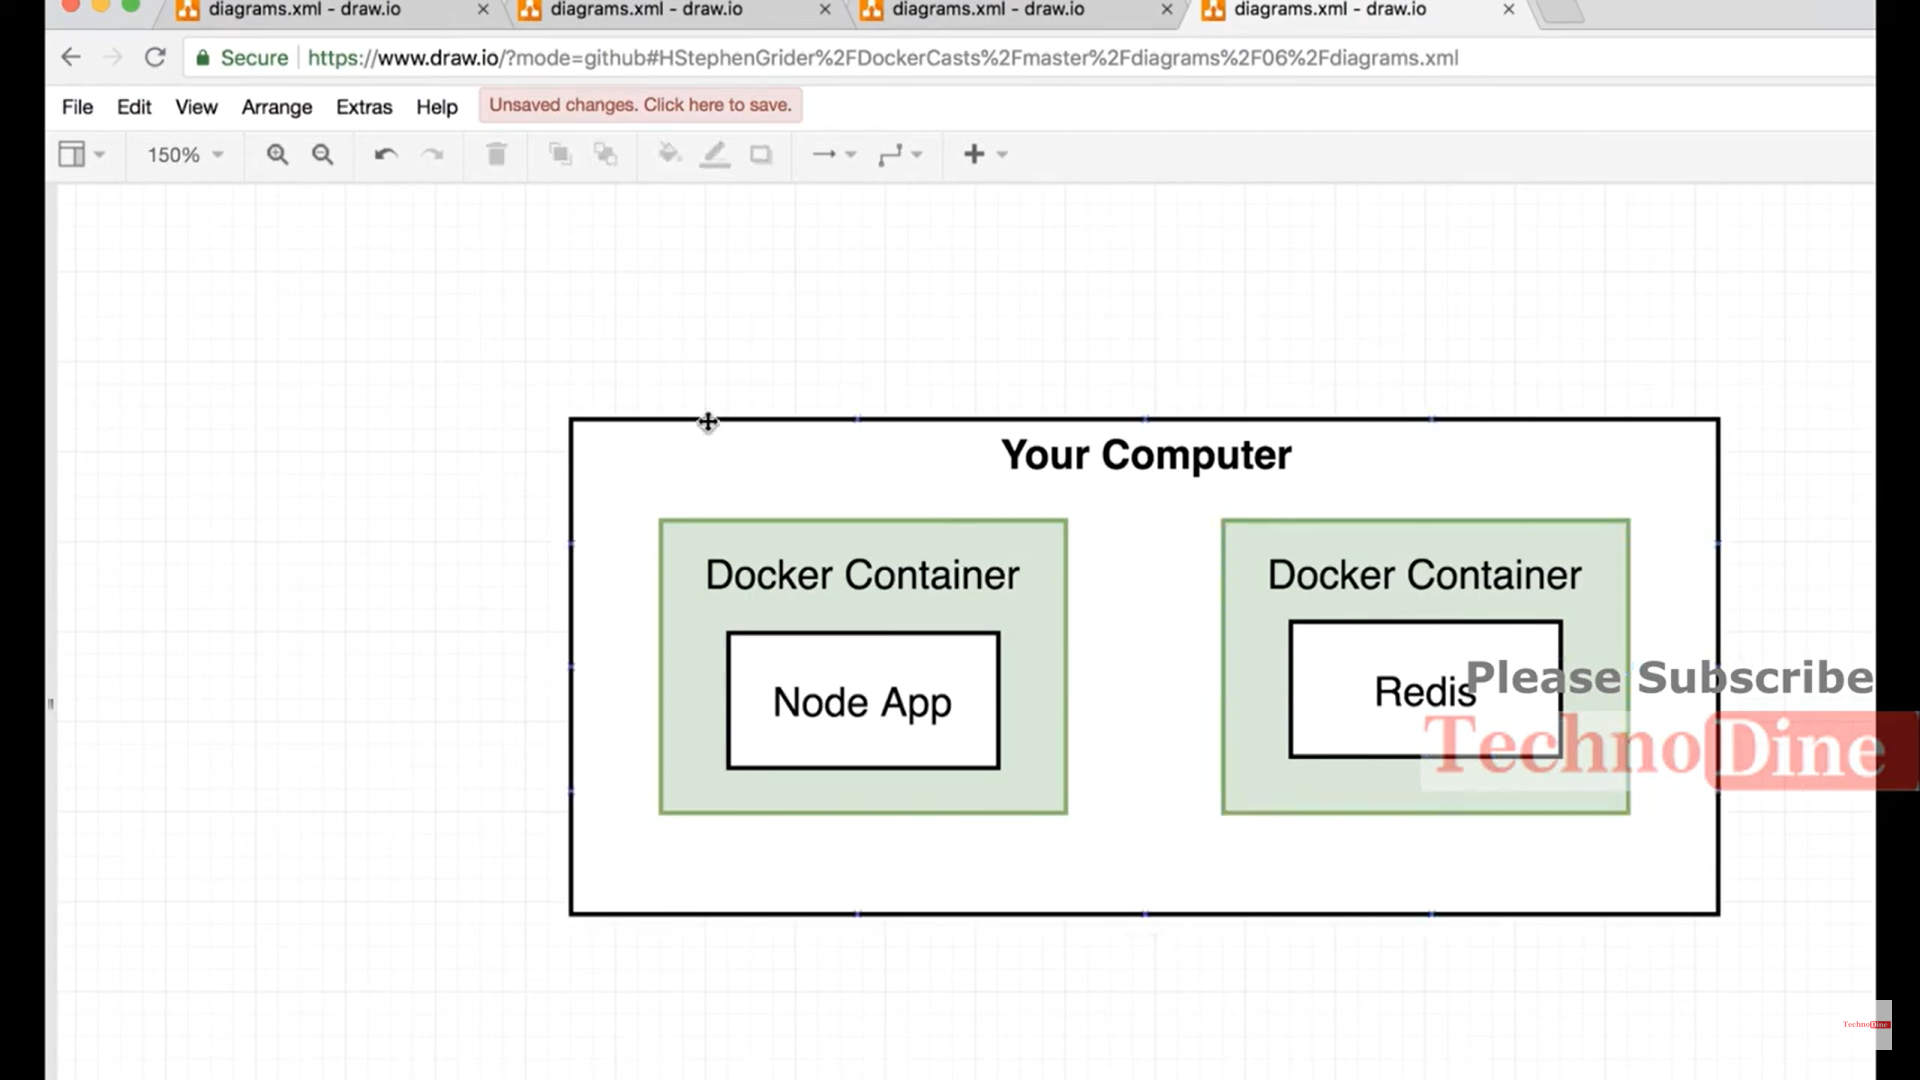 diagrams.xml - draw.io
diagrams.xml - draw.io
diagrams.xml - draw.io
diagrams.xml - draw.io
Secure https://www.draw.io/?mode=github#HStephenGrider%2FDockerCasts%2Fmaster%2Fdiagrams%2F06%2Fdiagrams.xml
File Edit View Arrange Extras Help Unsaved changes. Click here to save.
150%
Your Computer
Docker Container
Node App
Docker Container
Redis
Please Subscribe
TechnoDine
TechnoDine